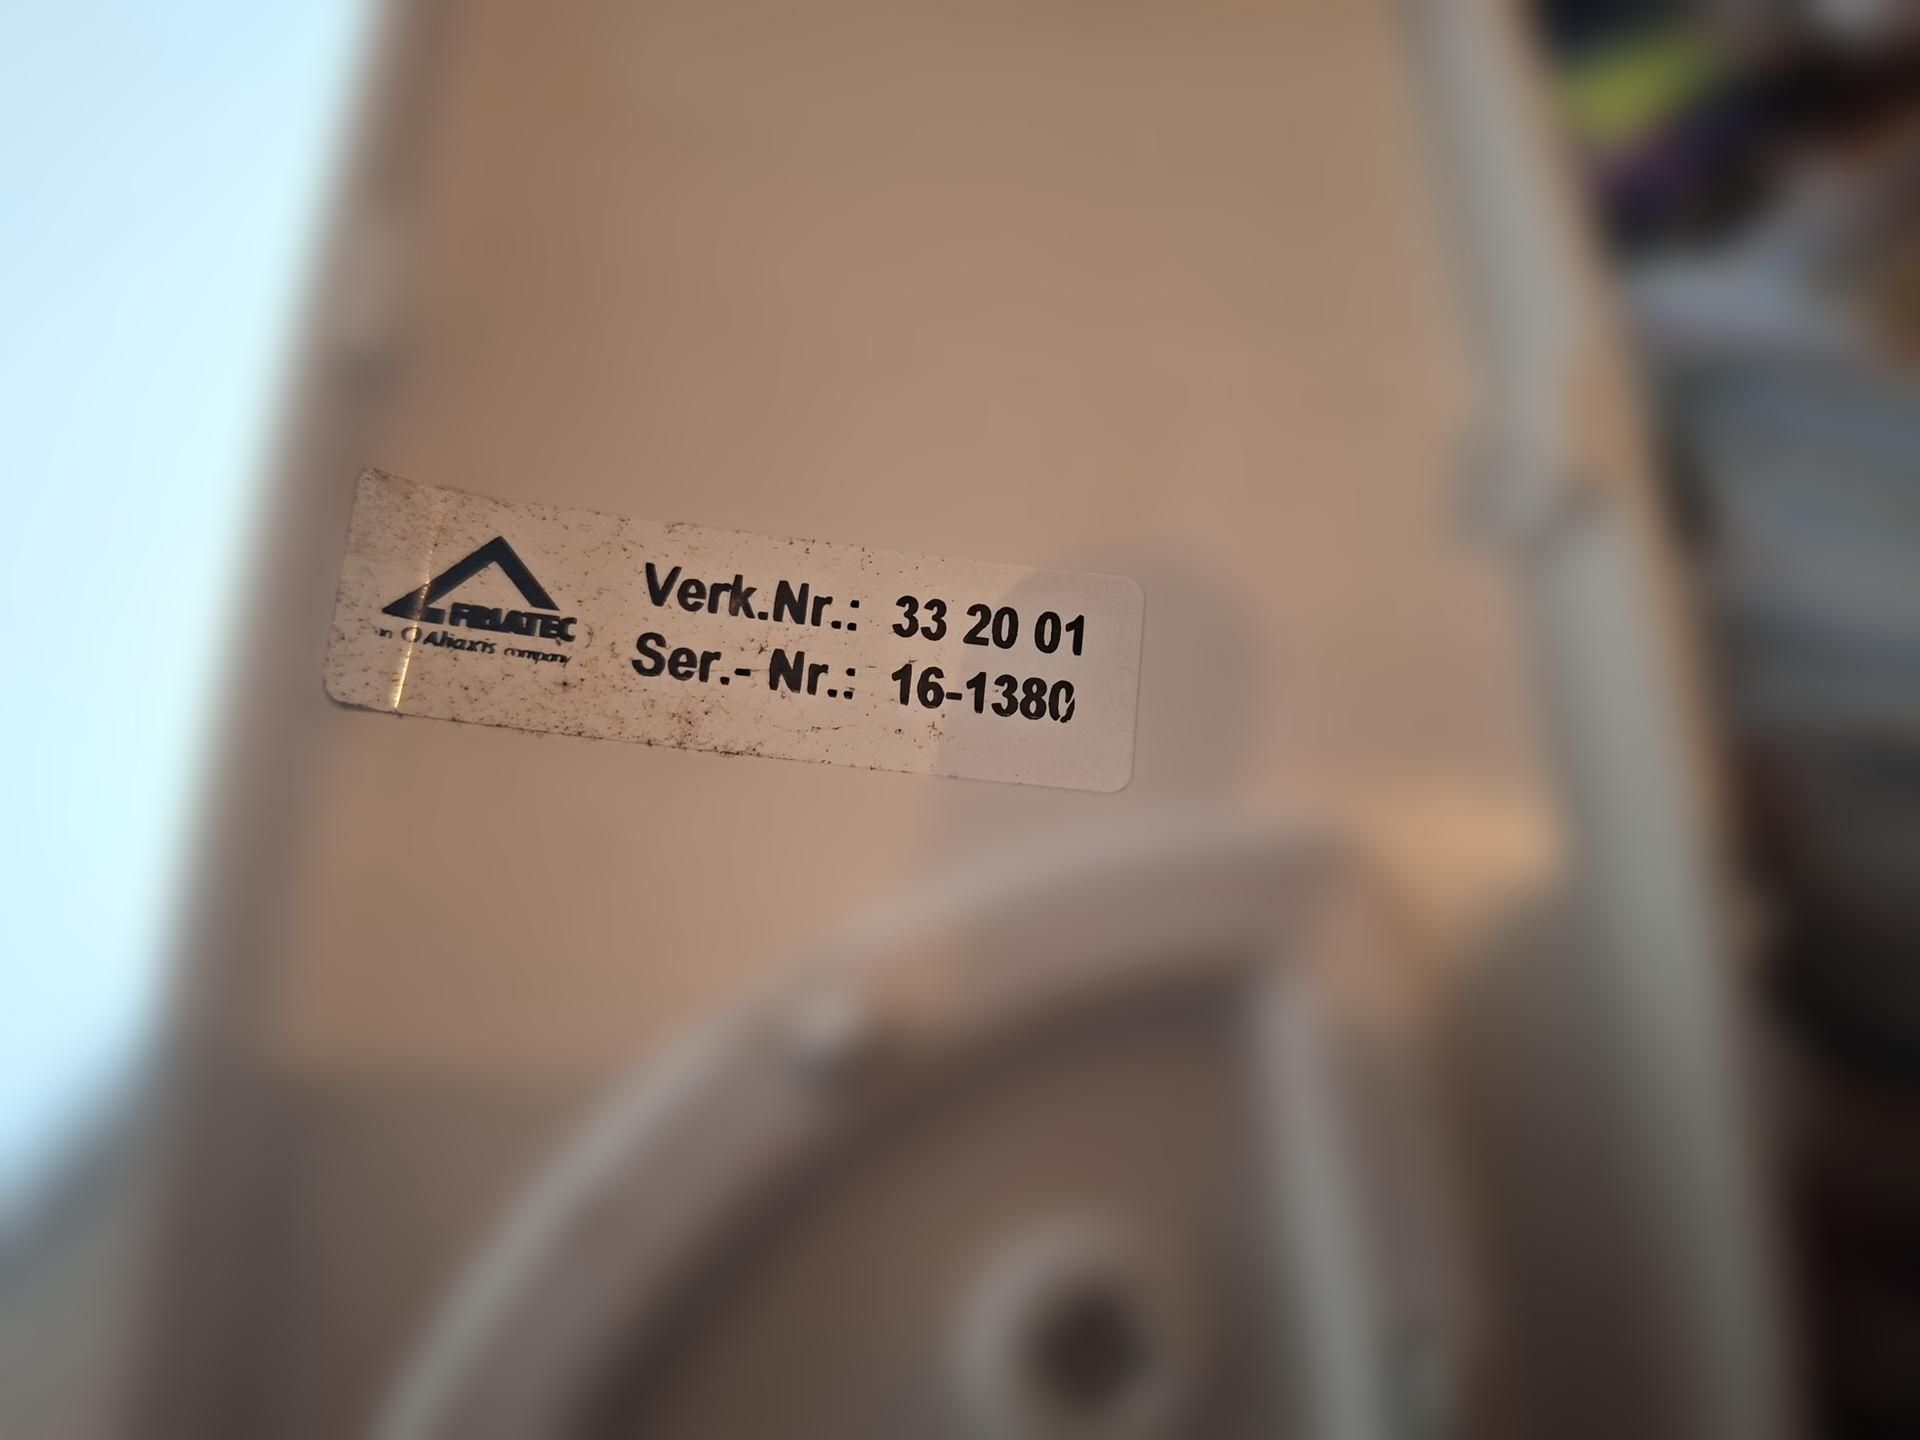 FRIATEC
an Aliaxis company
Verk.Nr.: 33 20 01
Ser.- Nr.: 16-1380